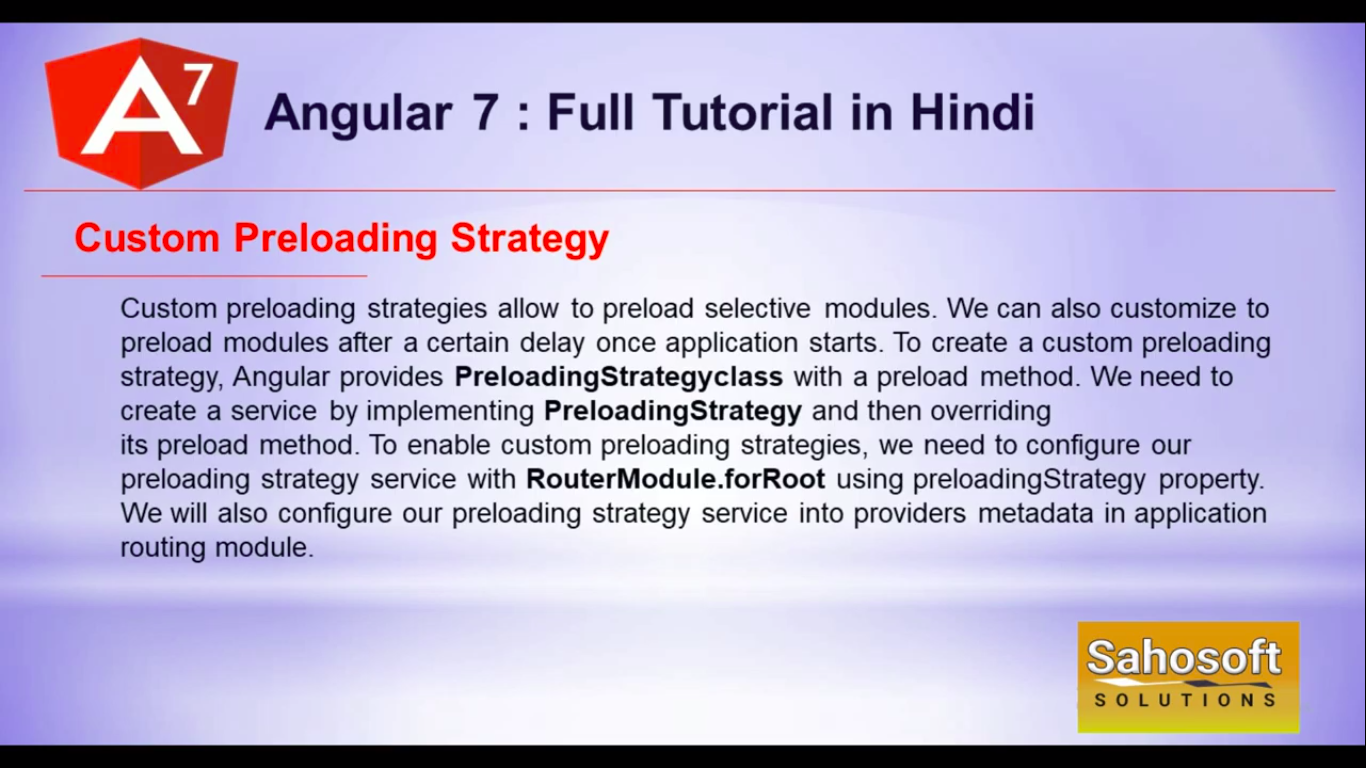 A7
Angular 7 : Full Tutorial in Hindi
Custom Preloading Strategy
Custom preloading strategies allow to preload selective modules. We can also customize to
preload modules after a certain delay once application starts. To create a custom preloading
strategy, Angular provides PreloadingStrategyclass with a preload method. We need to
create a service by implementing PreloadingStrategy and then overriding
its preload method. To enable custom preloading strategies, we need to configure our
preloading strategy service with RouterModule.forRoot using preloadingStrategy property.
We will also configure our preloading strategy service into providers metadata in application
routing module.
Sahosoft
SOLUTIONS